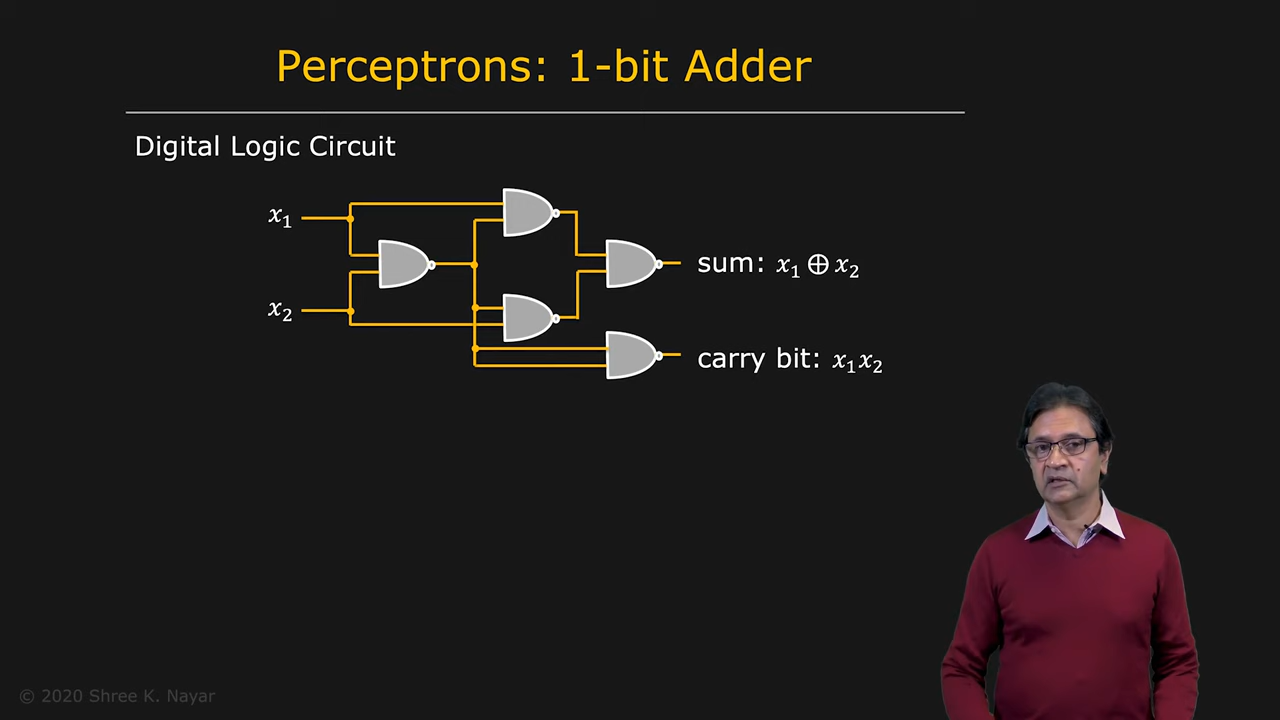 Perceptrons: 1-bit Adder
Digital Logic Circuit
x₁
x₂
sum: x₁ ⊕ x₂
carry bit: x₁x₂
© 2020 Shree K. Nayar